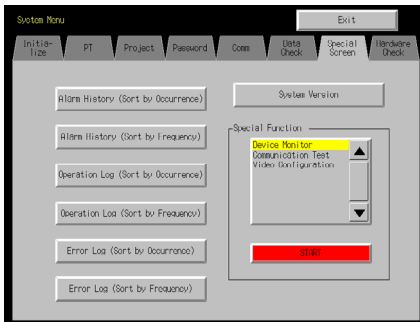 System Menu
Exit
Initia-
lize
PT
Project
Password
Comm
Data
Check
Special
Screen
Hardware
Check
Alarm History (Sort by Occurrence)
Alarm History (Sort by Frequency)
Operation Log (Sort by Occurrence)
Operation Log (Sort by Frequency)
Error Log (Sort by Occurrence)
Error Log (Sort by Frequency)
System Version
Special Function
Device Monitor
Communication Test
Video Configuration
START